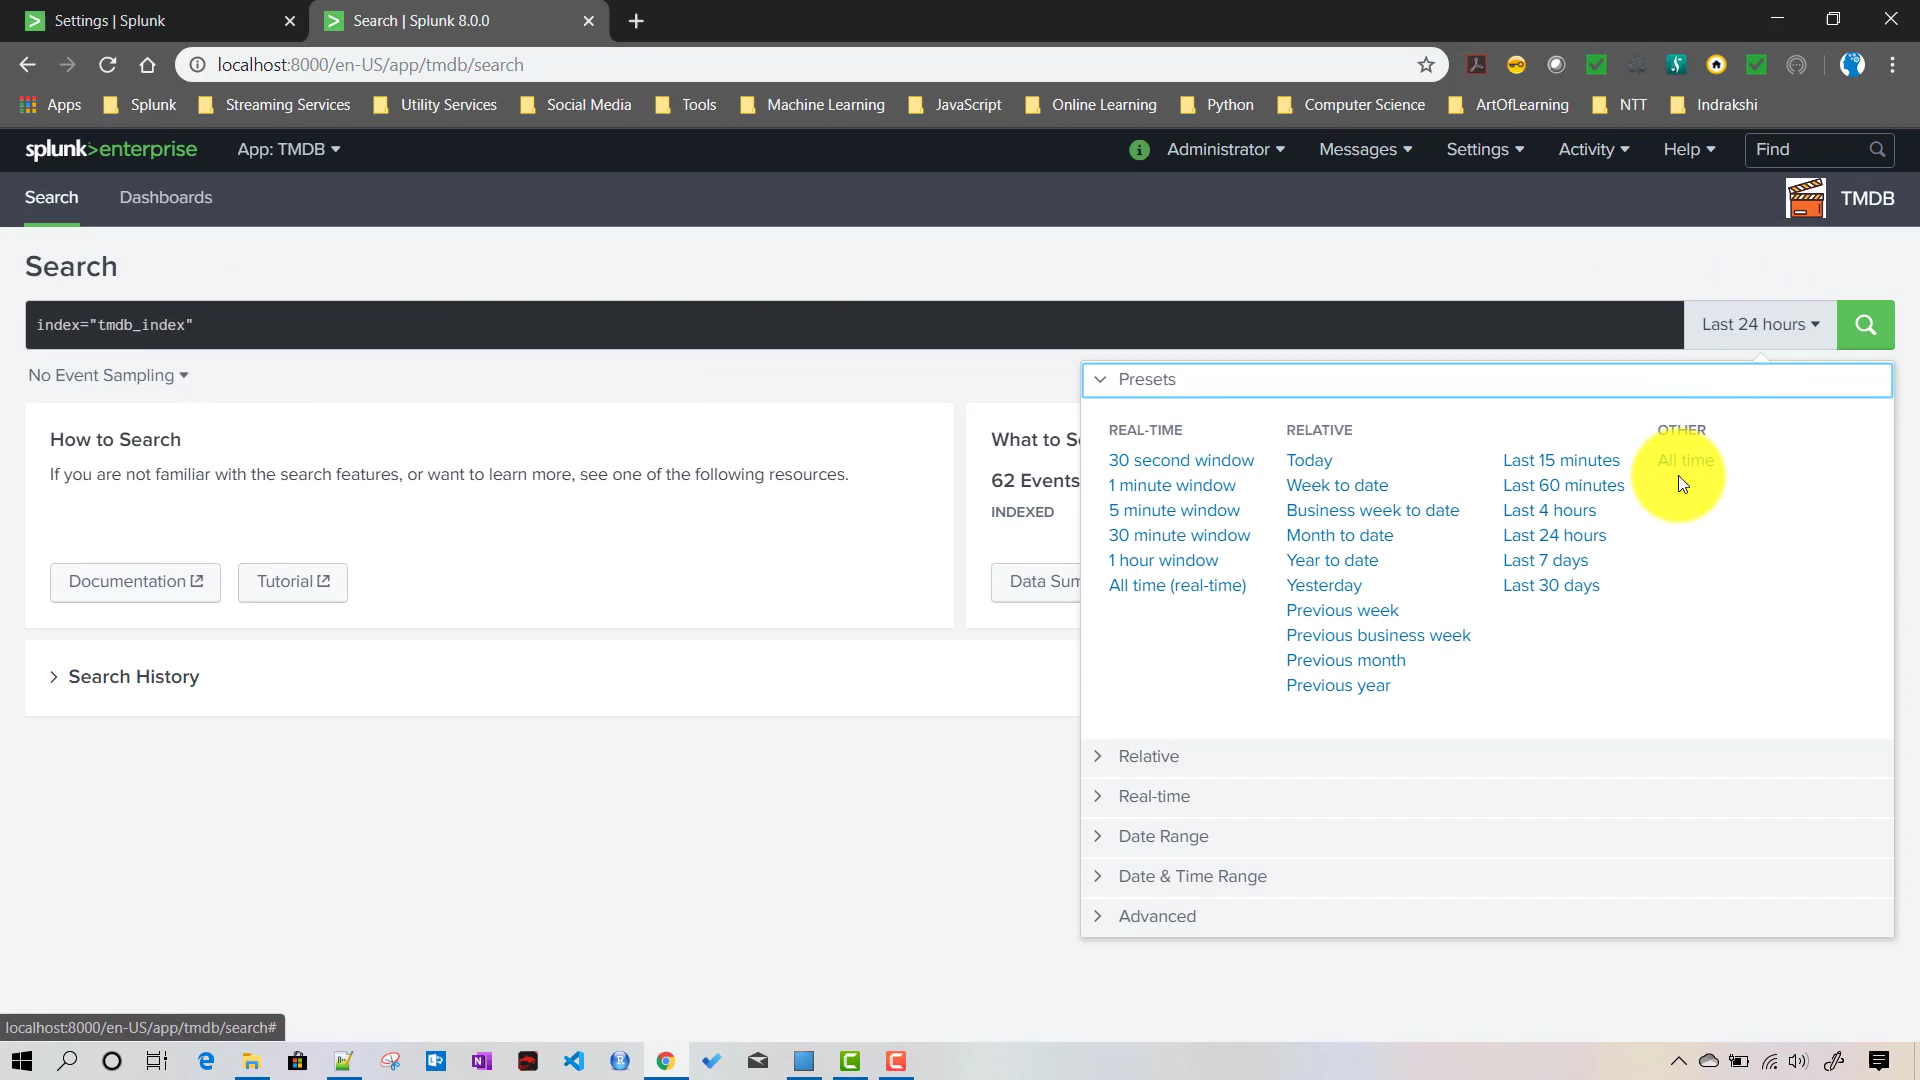 Settings | Splunk
Search | Splunk 8.0.0
localhost:8000/en-US/app/tmdb/search
Apps
Splunk
Streaming Services
Utility Services
Social Media
Tools
Machine Learning
JavaScript
Online Learning
Python
Computer Science
ArtOfLearning
NTT
Indrakshi
splunk>enterprise
App: TMDB
Administrator
Messages
Settings
Activity
Help
Find
Search
Dashboards
TMDB
Search
index="tmdb_index"
Last 24 hours
No Event Sampling
How to Search
If you are not familiar with the search features, or want to learn more, see one of the following resources.
Documentation
Tutorial
What to S
62 Events
INDEXED
Data Sum
Search History
Presets
REAL-TIME
30 second window
1 minute window
5 minute window
30 minute window
1 hour window
All time (real-time)
RELATIVE
Today
Week to date
Business week to date
Month to date
Year to date
Yesterday
Previous week
Previous business week
Previous month
Previous year
Last 15 minutes
Last 60 minutes
Last 4 hours
Last 24 hours
Last 7 days
Last 30 days
OTHER
All time
Relative
Real-time
Date Range
Date & Time Range
Advanced
localhost:8000/en-US/app/tmdb/search#